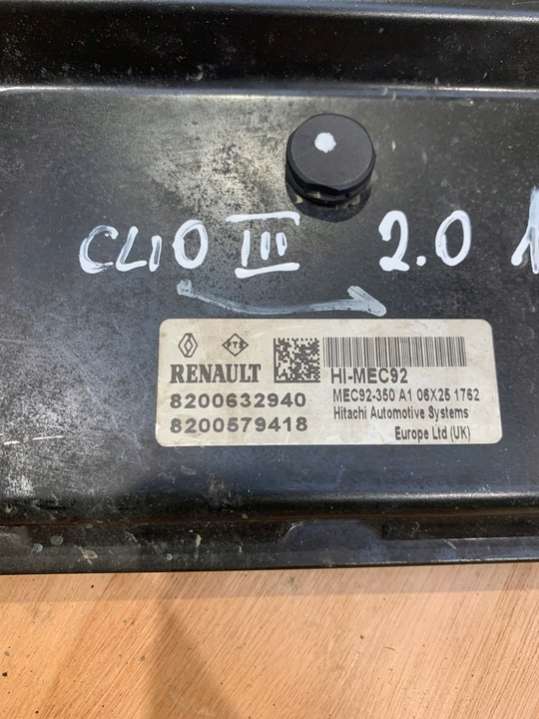 CLIO III 2.0 1
RENAULT
8200632940
8200579418
HI-MEC92
MEC92-350 A1 06X25 1762
Hitachi Automotive Systems
Europe Ltd (UK)